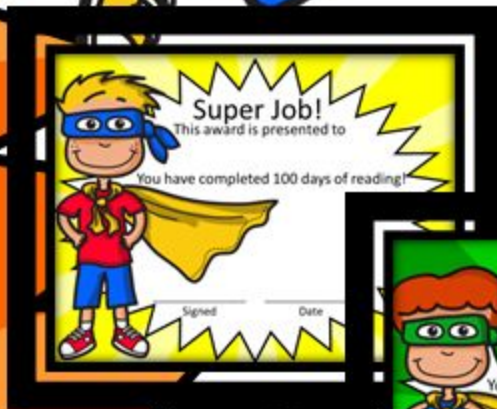 Super Job!
This award is presented to
You have completed 100 days of reading!
Signed Date